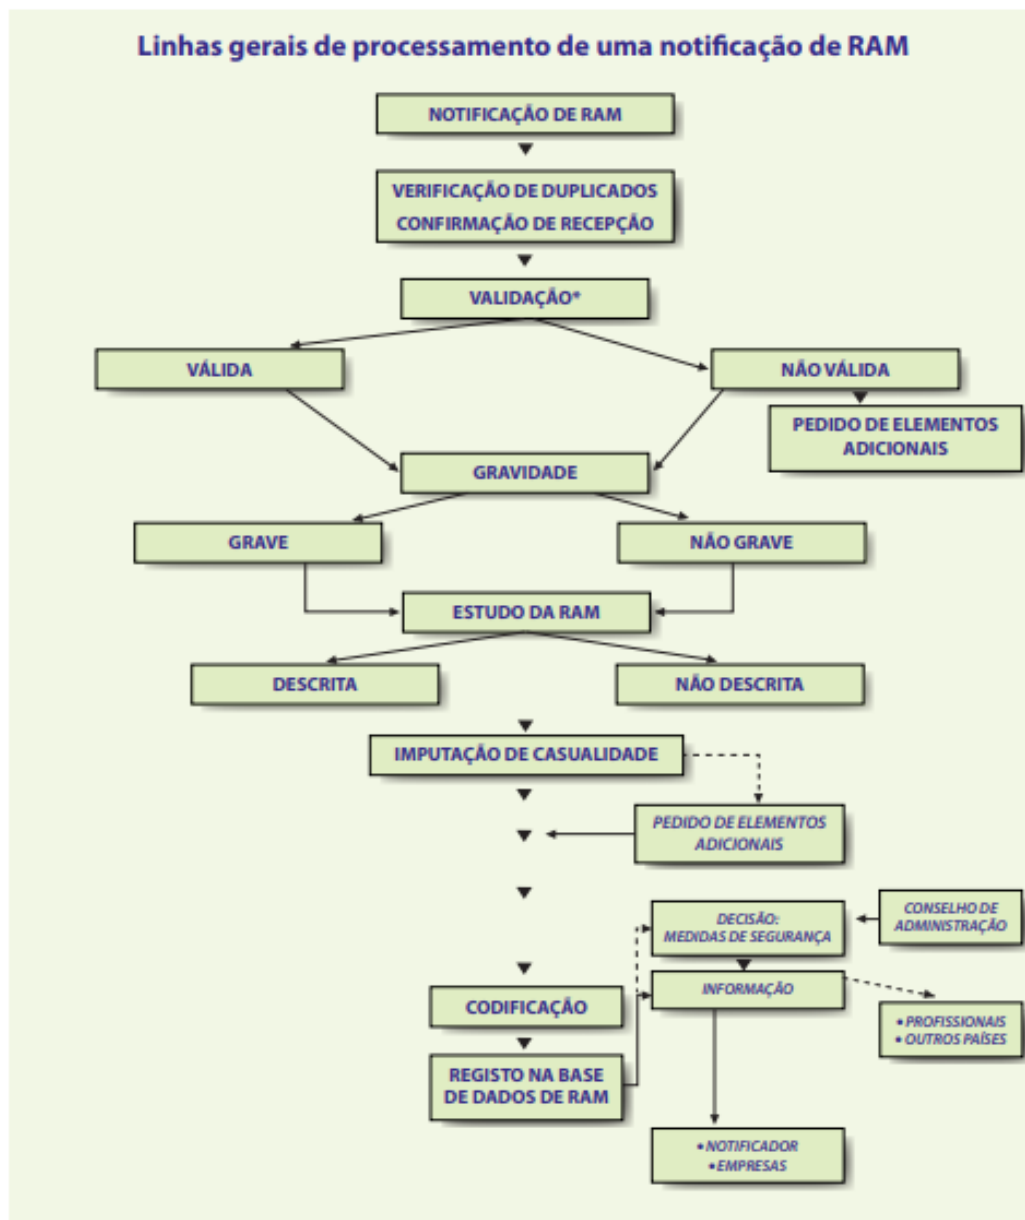 Linhas gerais de processamento de uma notificação de RAM
NOTIFICAÇÃO DE RAM
VERIFICAÇÃO DE DUPLICADOS
CONFIRMAÇÃO DE RECEPÇÃO
VALIDAÇÃO*
VÁLIDA
NÃO VÁLIDA
PEDIDO DE ELEMENTOS
ADICIONAIS
GRAVIDADE
GRAVE
NÃO GRAVE
ESTUDO DA RAM
DESCRITA
NÃO DESCRITA
IMPUTAÇÃO DE CASUALIDADE
PEDIDO DE ELEMENTOS
ADICIONAIS
DECISÃO:
MEDIDAS DE SEGURANÇA
CONSELHO DE
ADMINISTRAÇÃO
INFORMAÇÃO
CODIFICAÇÃO
• PROFISSIONAIS
• OUTROS PAÍSES
REGISTO NA BASE
DE DADOS DE RAM
• NOTIFICADOR
• EMPRESAS